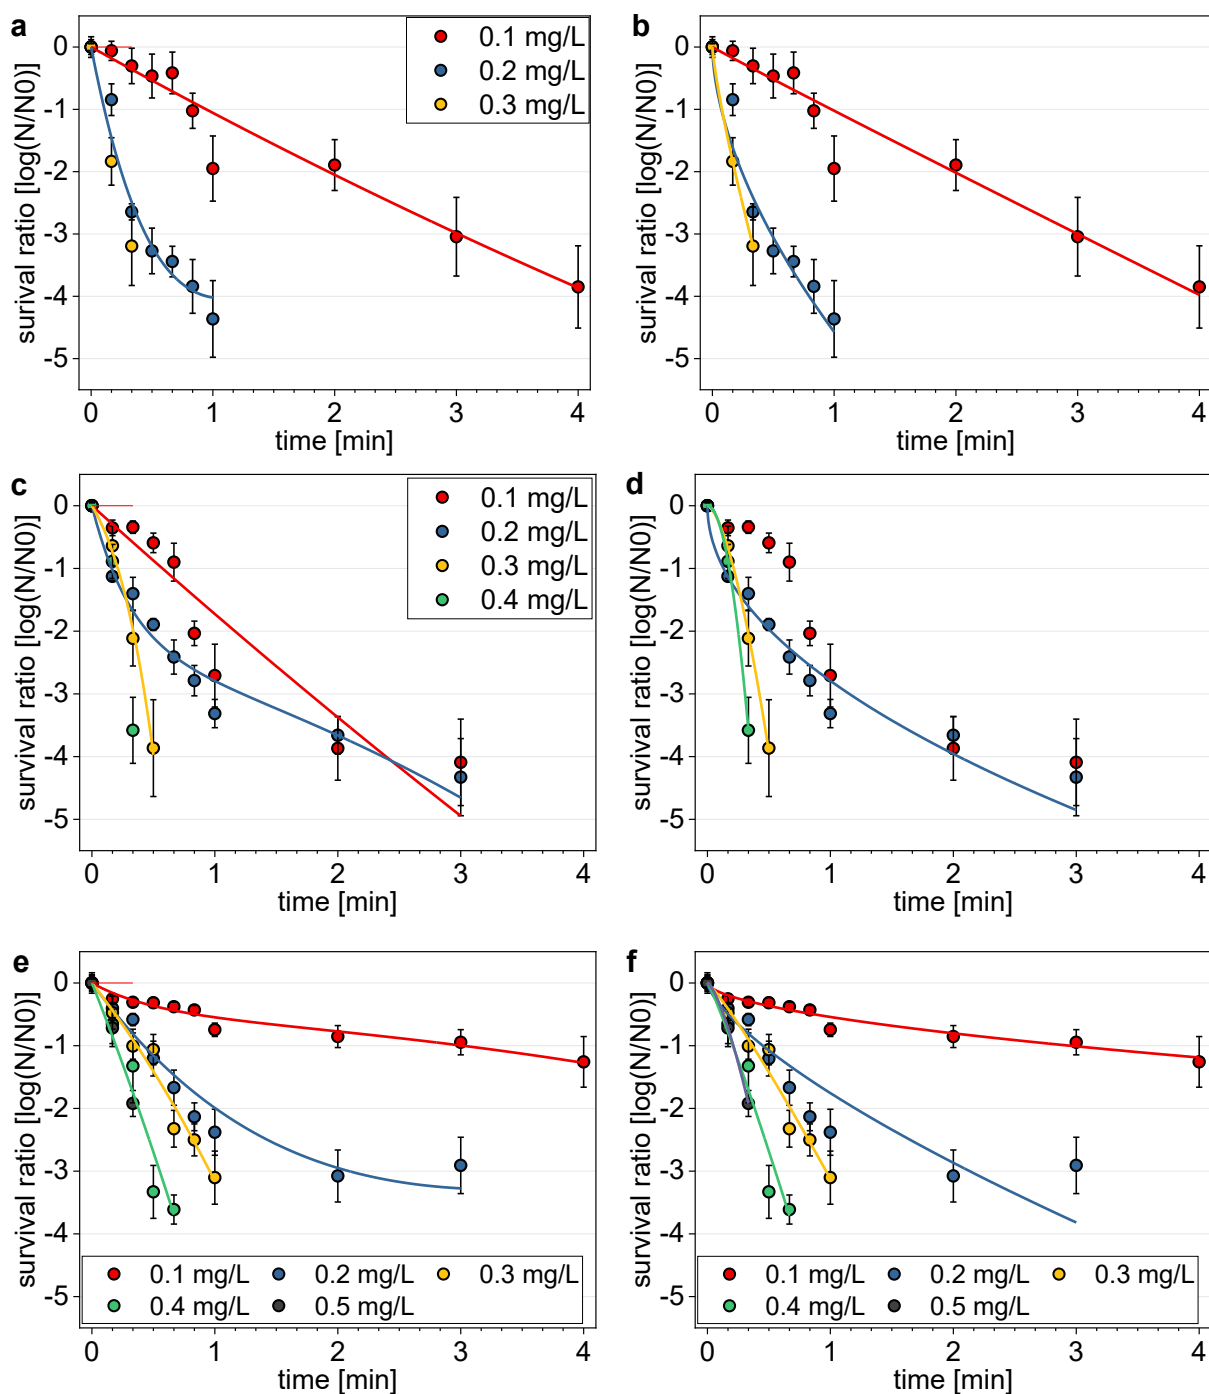 a
0.1 mg/L
0.2 mg/L
0.3 mg/L
0
-1
-2
-3
-4
-5
surival ratio [log(N/N0)]
0 1 2 3 4
time [min]
b
0
-1
-2
-3
-4
-5
surival ratio [log(N/N0)]
0 1 2 3 4
time [min]
c
0.1 mg/L
0.2 mg/L
0.3 mg/L
0.4 mg/L
0
-1
-2
-3
-4
-5
survival ratio [log(N/N0)]
0 1 2 3 4
time [min]
d
0
-1
-2
-3
-4
-5
survival ratio [log(N/N0)]
0 1 2 3 4
time [min]
e
0
-1
-2
-3
-4
-5
survival ratio [log(N/N0)]
0.1 mg/L 0.2 mg/L 0.3 mg/L
0.4 mg/L 0.5 mg/L
0 1 2 3 4
time [min]
f
0
-1
-2
-3
-4
-5
survival ratio [log(N/N0)]
0.1 mg/L 0.2 mg/L 0.3 mg/L
0.4 mg/L 0.5 mg/L
0 1 2 3 4
time [min]